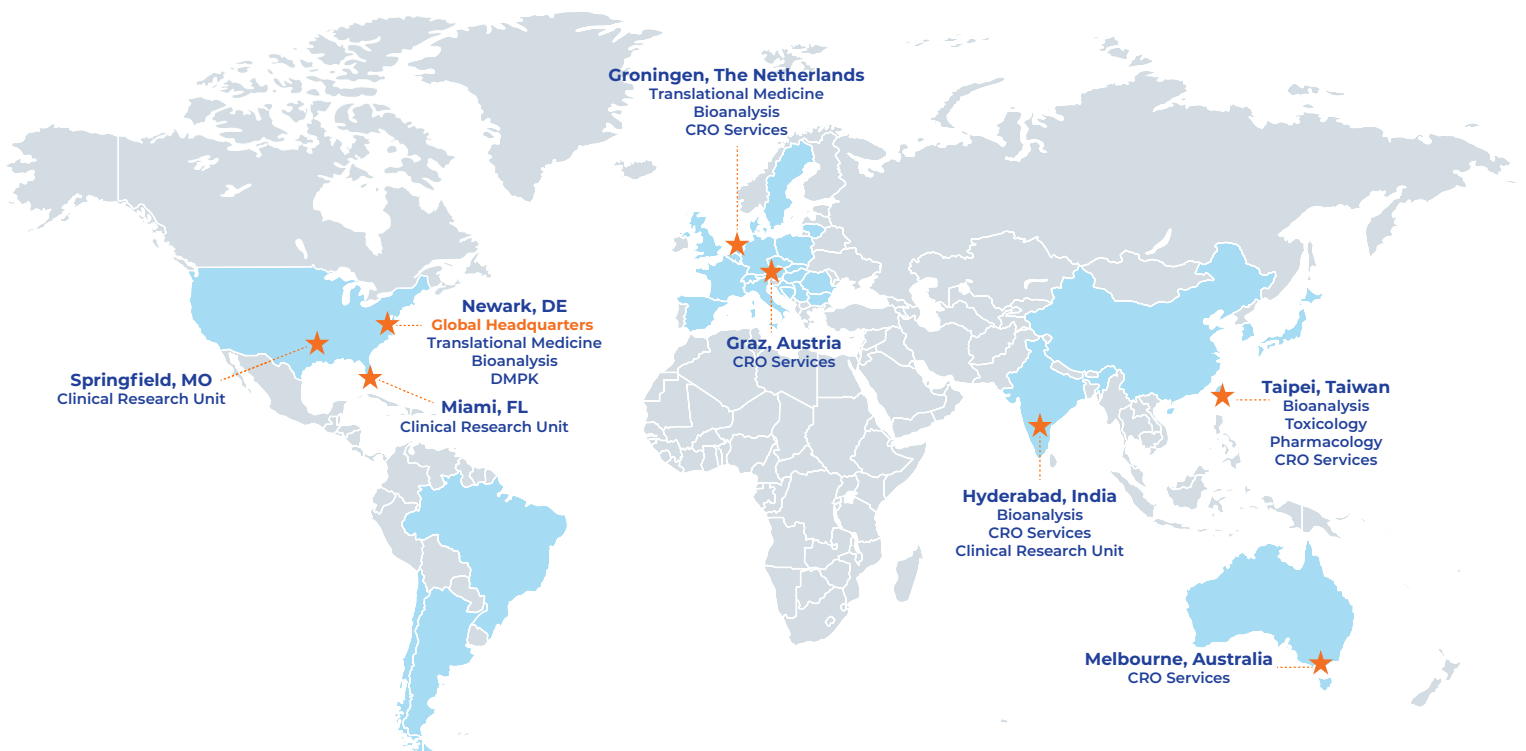 Groningen, The Netherlands
Translational Medicine
Bioanalysis
CRO Services
Newark, DE
Global Headquarters
Translational Medicine
Bioanalysis
DMPK
Springfield, MO
Clinical Research Unit
Miami, FL
Clinical Research Unit
Graz, Austria
CRO Services
Taipei, Taiwan
Bioanalysis
Toxicology
Pharmacology
CRO Services
Hyderabad, India
Bioanalysis
CRO Services
Clinical Research Unit
Melbourne, Australia
CRO Services